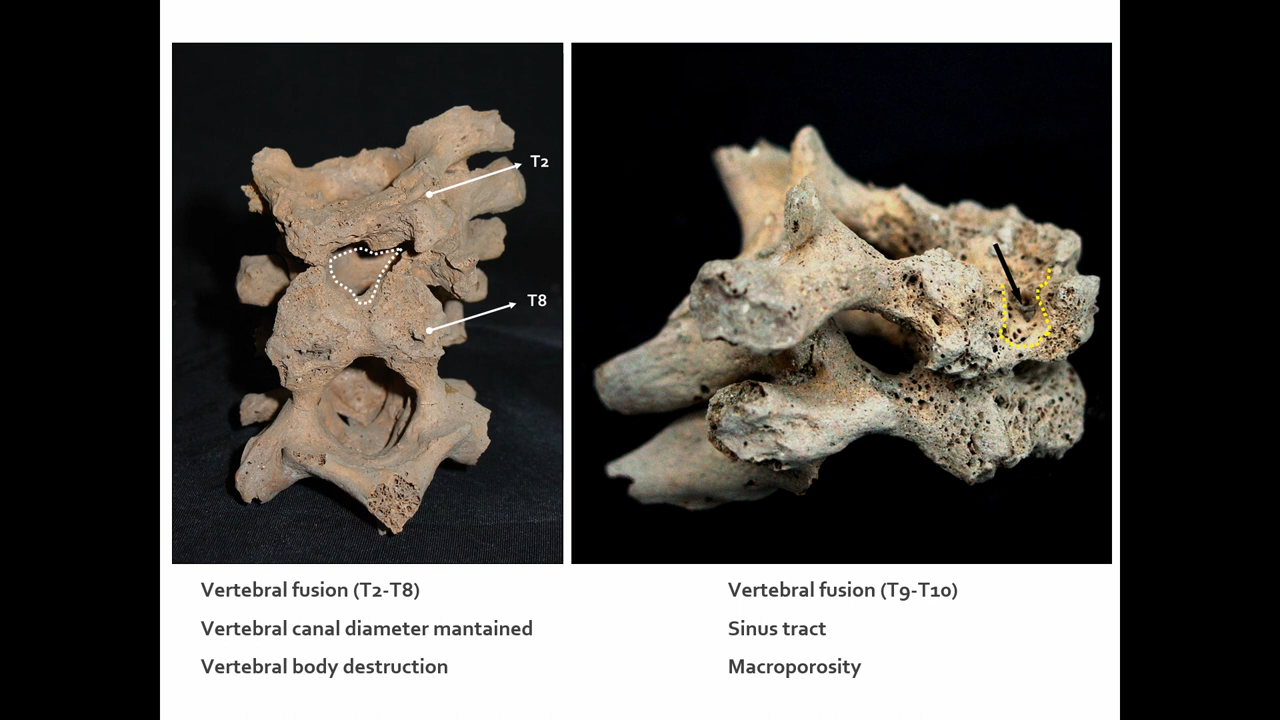 T2
T8
Vertebral fusion (T2-T8)
Vertebral canal diameter mantained
Vertebral body destruction
Vertebral fusion (T9-T10)
Sinus tract
Macroporosity